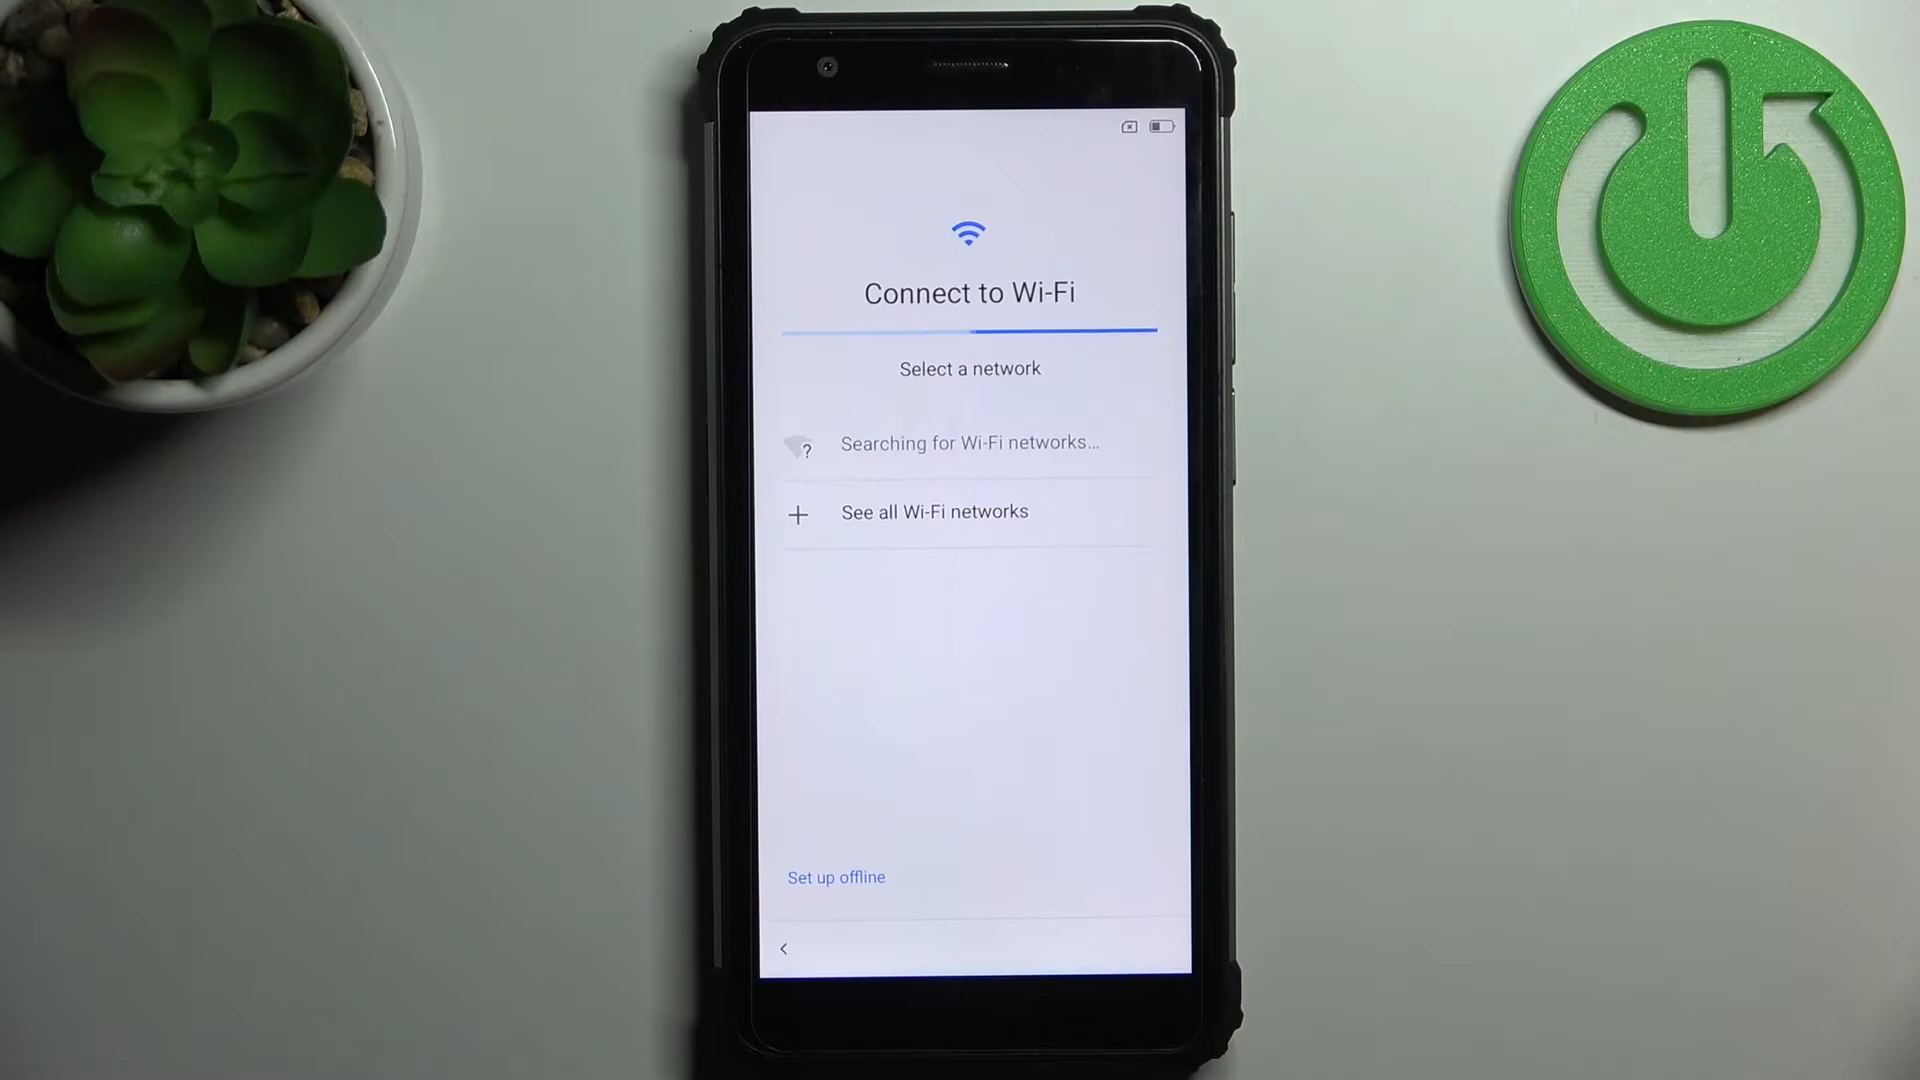 Connect to Wi-Fi
Select a network
Searching for Wi-Fi networks...
See all Wi-Fi networks
Set up offline